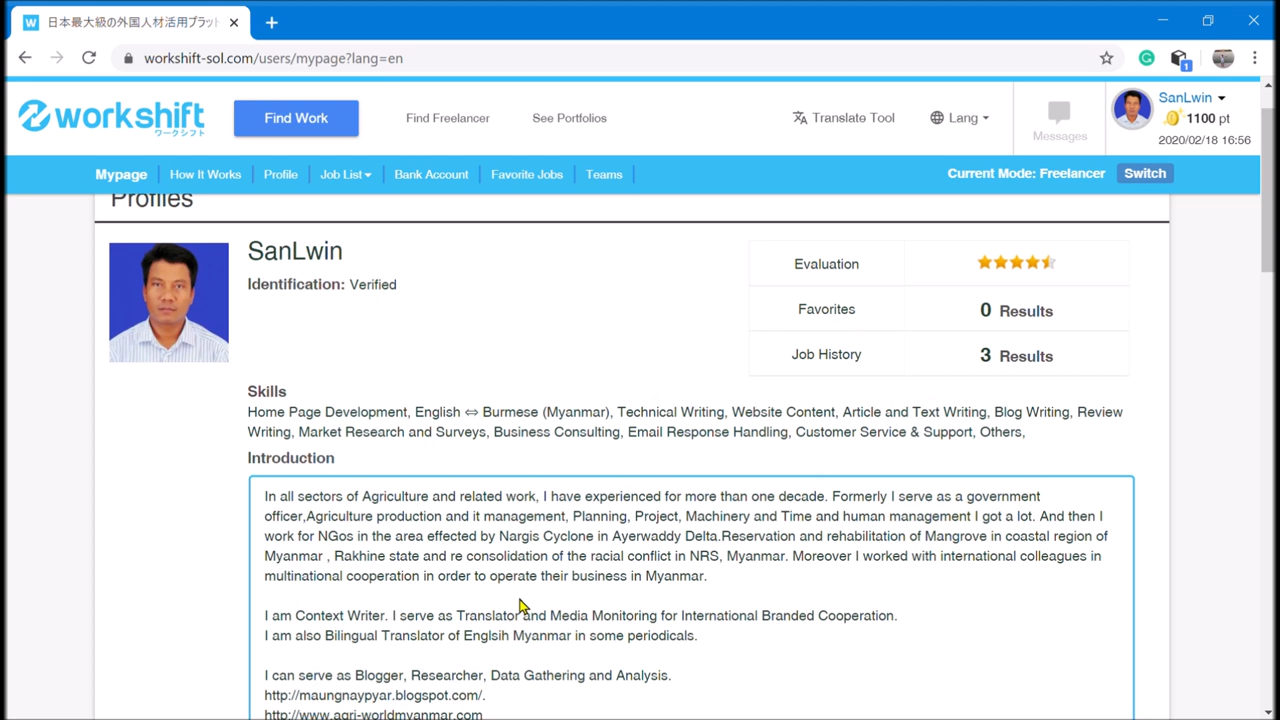 日本最大級の外国人材活用プラット
workshift-sol.com/users/mypage?lang=en
1
workshift
ワークシフト
Find Work
Find Freelancer
See Portfolios
Translate Tool
Lang
Messages
SanLwin
1100 pt
2020/02/18 16:56
Mypage
How It Works
Profile
Job List
Bank Account
Favorite Jobs
Teams
Current Mode: Freelancer
Switch
Profiles
SanLwin
Identification: Verified
Evaluation
Favorites 0 Results
Job History 3 Results
Skills
Home Page Development, English ⇔ Burmese (Myanmar), Technical Writing, Website Content, Article and Text Writing, Blog Writing, Review
Writing, Market Research and Surveys, Business Consulting, Email Response Handling, Customer Service & Support, Others,
Introduction
In all sectors of Agriculture and related work, I have experienced for more than one decade. Formerly I serve as a government
officer,Agriculture production and it management, Planning, Project, Machinery and Time and human management I got a lot. And then I
work for NGos in the area effected by Nargis Cyclone in Ayerwaddy Delta.Reservation and rehabilitation of Mangrove in coastal region of
Myanmar , Rakhine state and re consolidation of the racial conflict in NRS, Myanmar. Moreover I worked with international colleagues in
multinational cooperation in order to operate their business in Myanmar.
I am Context Writer. I serve as Translator and Media Monitoring for International Branded Cooperation.
I am also Bilingual Translator of Englsih Myanmar in some periodicals.
I can serve as Blogger, Researcher, Data Gathering and Analysis.
http://maungnaypyar.blogspot.com/.
http://www.agri-worldmyanmar.com